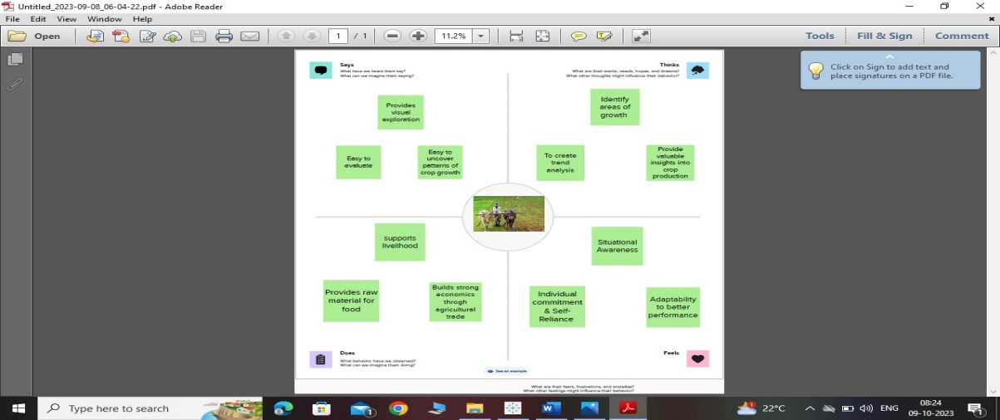 Untitled_2023-09-08_06-04-22.pdf - Adobe Reader
File Edit View Window Help
Open 1 / 1 11.2% Tools Fill & Sign Comment
Click on Sign to add text and
place signatures on a PDF file.
Says
What have we heard them say?
What can we imagine them saying?
Thinks
What are their wants, needs, hopes, and dreams?
What other thoughts might influence their behavior?
Provides
visual
exploration
Easy to
evaluate
Easy to
uncover
patterns of
crop growth
Identify
areas of
growth
To create
trend
analysis
Provide
valuable
insights into
crop
production
supports
livelihood
Provides raw
material for
food
Builds strong
economics
throgh
agricultural
trade
Situational
Awareness
Individual
commitment
& Self-
Reliance
Adaptability
to better
performance
Does
What behavior have we observed?
What can we imagine them doing?
Feels
See an example
What are their fears, frustrations, and anxieties?
What other feelings might influence their behavior?
Type here to search
22°C
ENG
08:24
09-10-2023